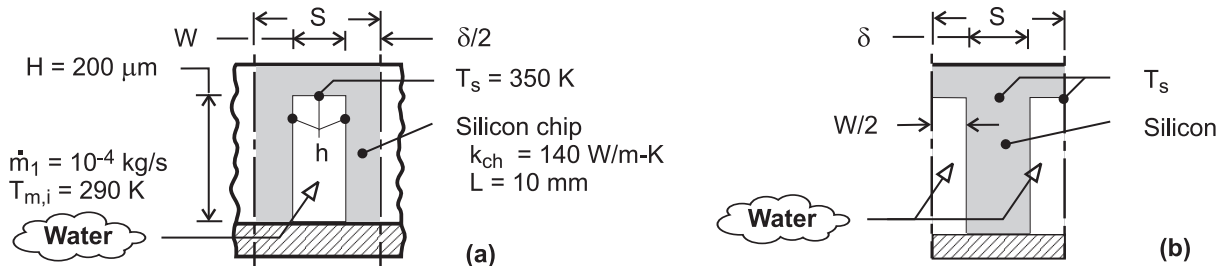 S
W
δ/2
H = 200 μm
T_s = 350 K
Silicon chip
k_ch = 140 W/m-K
L = 10 mm
h
ṁ_1 = 10^-4 kg/s
T_m,i = 290 K
Water
(a)
S
δ
T_s
W/2
Silicon
Water
(b)